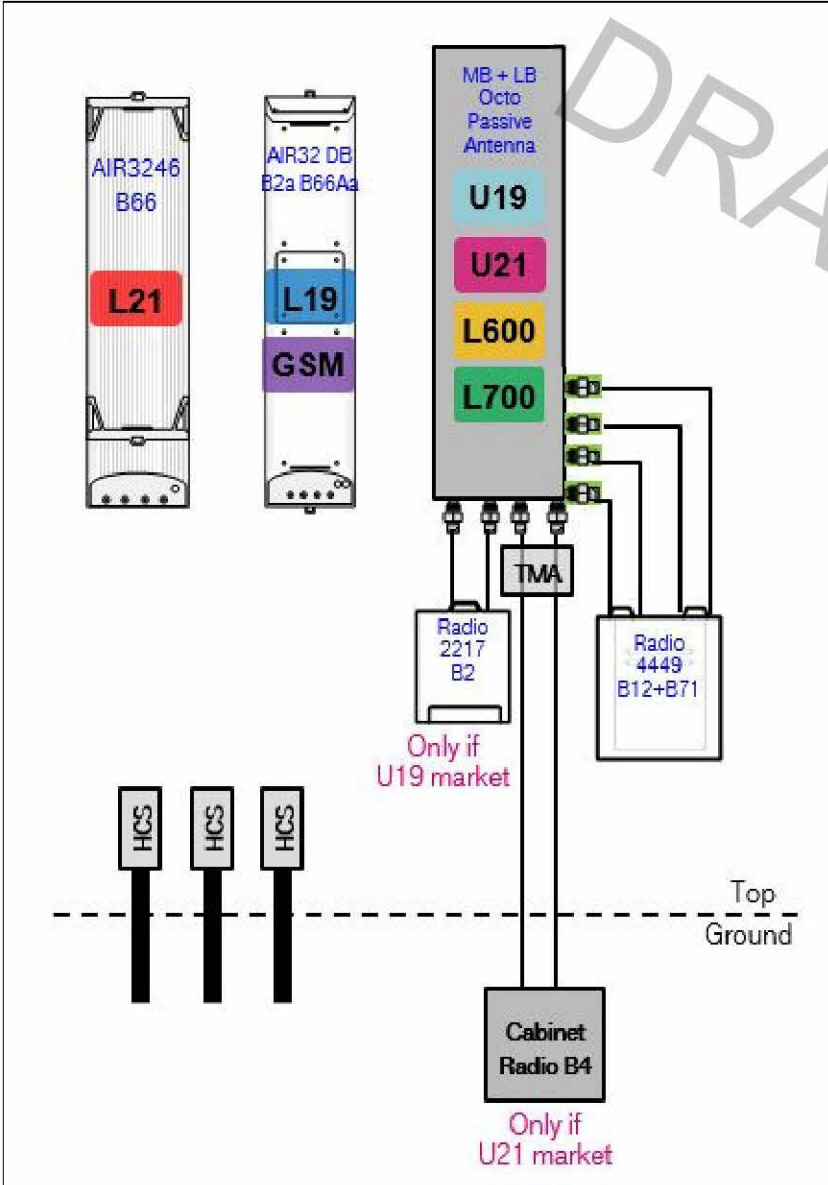 DRA
MB + LB
Octo
Passive
Antenna
AIR3246
B66
AIR32 DB
B2a B66Aa
U19
U21
L21
L19
L600
GSM
L700
TMA
Radio
2217
B2
Radio
4449
B12+B71
Only if
U19 market
HCS
HCS
HCS
Top
Ground
Cabinet
Radio B4
Only if
U21 market